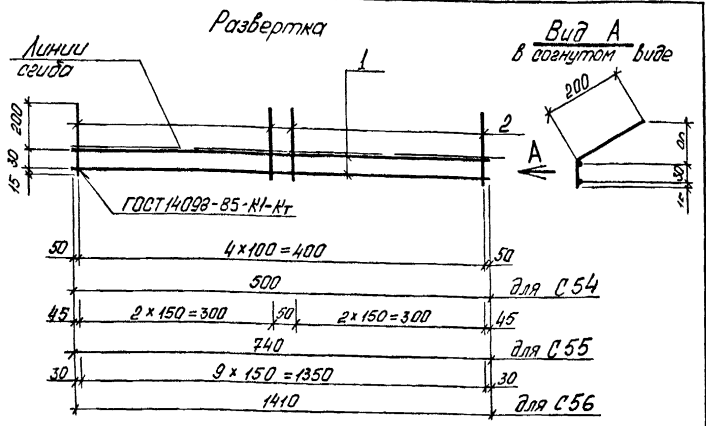 Развертка
Вид А
в согнутом виде
Линии
сгиба
1
2
А
200
200
30
15
30
ГОСТ 14098-85-К1-Кт
50
4×100=400
50
500
для С54
45
2×150=300
50
2×150=300
45
740
для С55
30
9×150=1350
30
1410
для С56